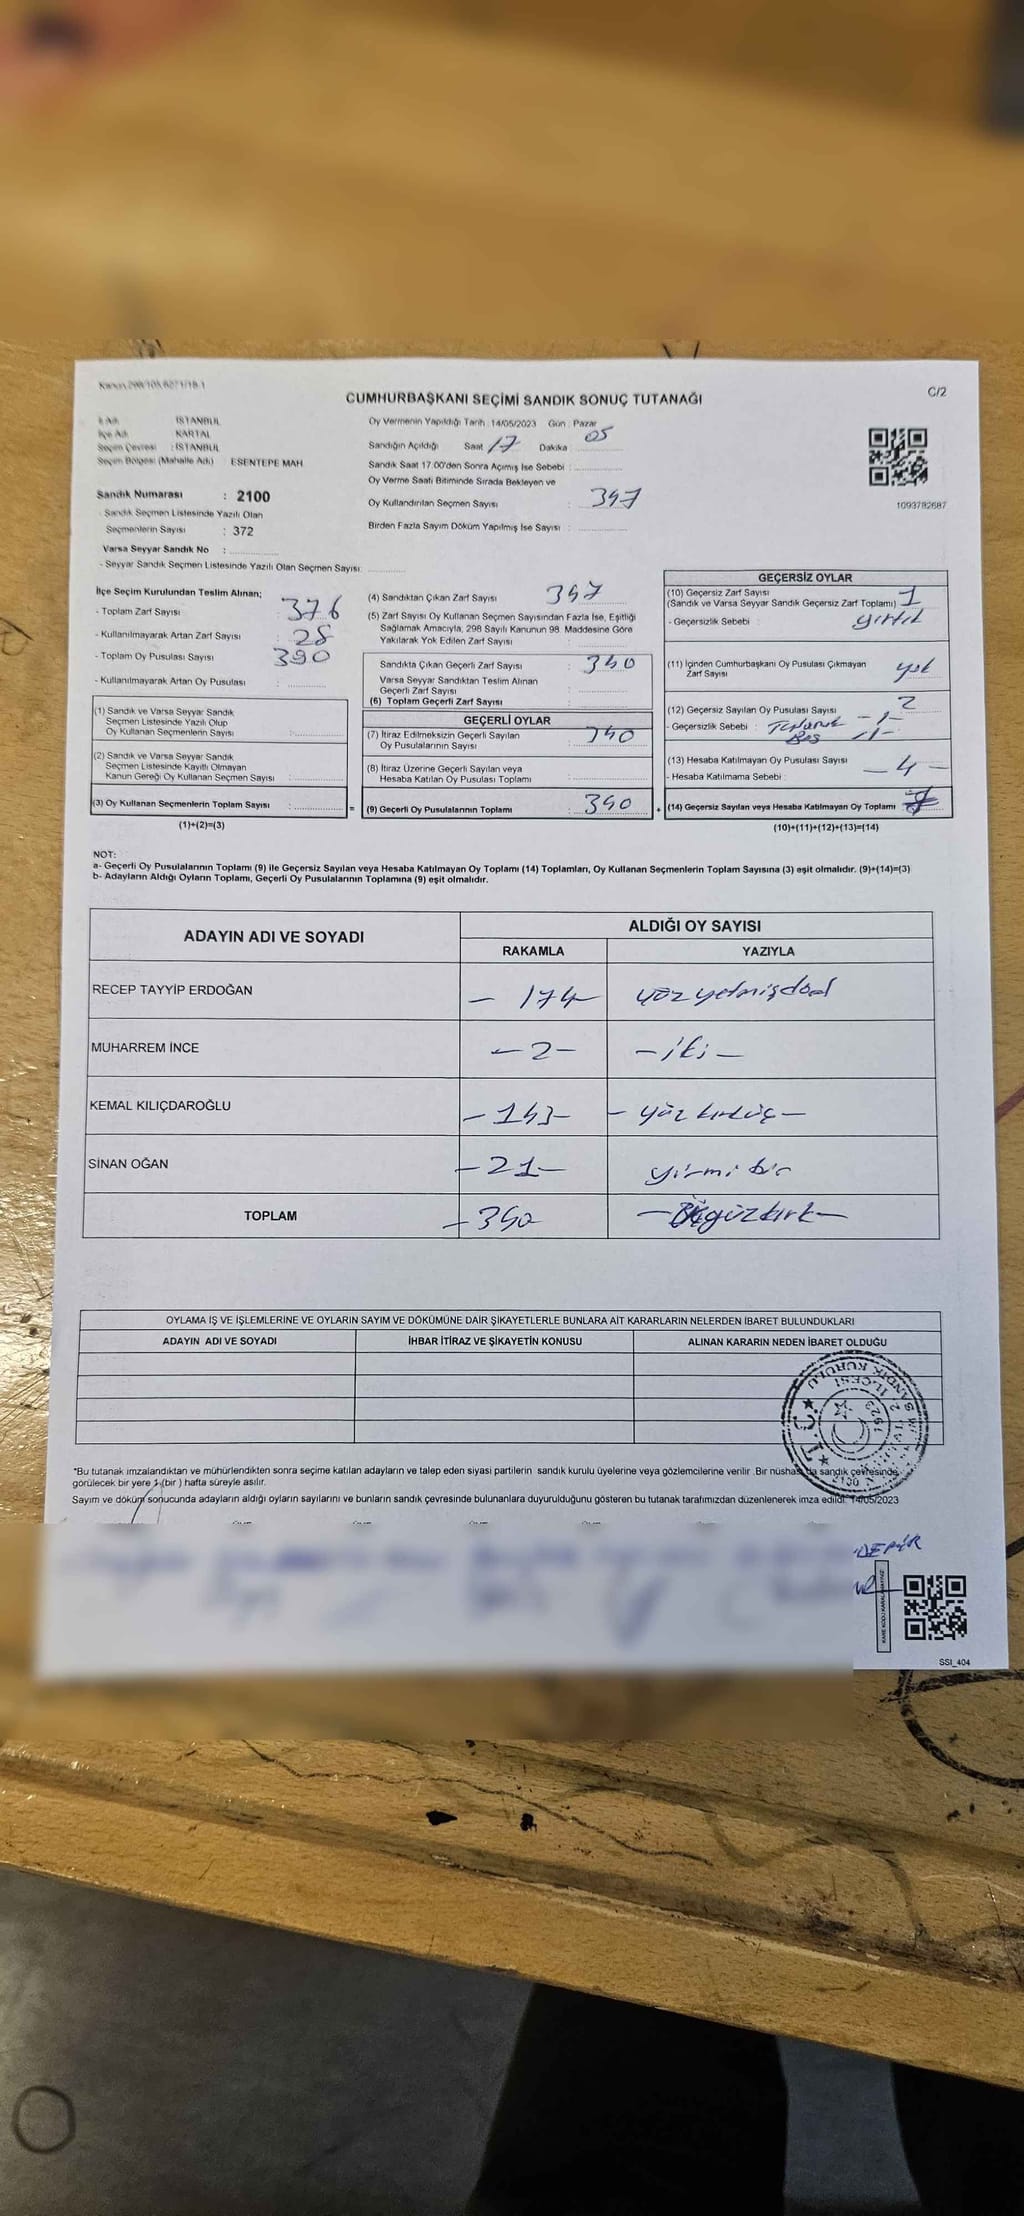 Kanun 298/105,6271/18.1
C/2
CUMHURBAŞKANI SEÇİMİ SANDIK SONUÇ TUTANAĞI
İl Adı : İSTANBUL
İlçe Adı : KARTAL
Seçim Çevresi : İSTANBUL
Seçim Bölgesi (Mahalle Adı) ESENTEPE MAH
Sandık Numarası : 2100
- Sandık Seçmen Listesinde Yazılı Olan
Seçmenlerin Sayısı : 372
Varsa Seyyar Sandık No :
- Seyyar Sandık Seçmen Listesinde Yazılı Olan Seçmen Sayısı:
Oy Vermenin Yapıldığı Tarih : 14/05/2023 Gün : Pazar
Sandığın Açıldığı Saat 17 Dakika 05
Sandık Saat 17.00'den Sonra Açımış İse Sebebi :
Oy Verme Saati Bitiminde Sırada Bekleyen ve
Oy Kullandırılan Seçmen Sayısı : 347
Birden Fazla Sayım Döküm Yapılmış İse Sayısı :
1093782687
İlçe Seçim Kurulundan Teslim Alınan;
- Toplam Zarf Sayısı : 376
- Kullanılmayarak Artan Zarf Sayısı : 28
- Toplam Oy Pusulası Sayısı : 390
- Kullanılmayarak Artan Oy Pusulası :
(1) Sandık ve Varsa Seyyar Sandık
Seçmen Listesinde Yazılı Olup
Oy Kullanan Seçmenlerin Sayısı :
(2) Sandık ve Varsa Seyyar Sandık
Seçmen Listesinde Kayıtlı Olmayan
Kanun Gereği Oy Kullanan Seçmen Sayısı :
(3) Oy Kullanan Seçmenlerin Toplam Sayısı :
(1)+(2)=(3)
(4) Sandıktan Çıkan Zarf Sayısı : 347
(5) Zarf Sayısı Oy Kullanan Seçmen Sayısından Fazla İse, Eşitliği
Sağlamak Amacıyla, 298 Sayılı Kanunun 98. Maddesine Göre
Yakılarak Yok Edilen Zarf Sayısı :
Sandıkta Çıkan Geçerli Zarf Sayısı : 340
Varsa Seyyar Sandıktan Teslim Alınan
Geçerli Zarf Sayısı :
(6) Toplam Geçerli Zarf Sayısı :
GEÇERLİ OYLAR
(7) İtiraz Edilmeksizin Geçerli Sayılan
Oy Pusulalarının Sayısı : 340
(8) İtiraz Üzerine Geçerli Sayılan veya
Hesaba Katılan Oy Pusulası Toplamı :
= (9) Geçerli Oy Pusulalarının Toplamı : 340
GEÇERSİZ OYLAR
(10) Geçersiz Zarf Sayısı
(Sandık ve Varsa Seyyar Sandık Geçersiz Zarf Toplamı) : 1
- Geçersizlik Sebebi : yırtık
(11) İçinden Cumhurbaşkanı Oy Pusulası Çıkmayan
Zarf Sayısı : yok
(12) Geçersiz Sayılan Oy Pusulası Sayısı : 2
- Geçersizlik Sebebi : -1-
Boş -1-
(13) Hesaba Katılmayan Oy Pusulası Sayısı : - 4 -
- Hesaba Katılmama Sebebi :
+ (14) Geçersiz Sayılan veya Hesaba Katılmayan Oy Toplamı :
(10)+(11)+(12)+(13)=(14)
NOT:
a- Geçerli Oy Pusulalarının Toplamı (9) ile Geçersiz Sayılan veya Hesaba Katılmayan Oy Toplamı (14) Toplamları, Oy Kullanan Seçmenlerin Toplam Sayısına (3) eşit olmalıdır. (9)+(14)=(3)
b- Adayların Aldığı Oyların Toplamı, Geçerli Oy Pusulalarının Toplamına (9) eşit olmalıdır.
ADAYIN ADI VE SOYADI
ALDIĞI OY SAYISI
RAKAMLA YAZIYLA
RECEP TAYYİP ERDOĞAN - 174 yüzyetmişdört
MUHARREM İNCE - 2 - - iki -
KEMAL KILIÇDAROĞLU - 143 - - yüzkırküç -
SİNAN OĞAN - 21 - yirmi bir
TOPLAM - 340 - Üçyüzkırk -
OYLAMA İŞ VE İŞLEMLERİNE VE OYLARIN SAYIM VE DÖKÜMÜNE DAİR ŞİKAYETLERLE BUNLARA AİT KARARLARIN NELERDEN İBARET BULUNDUKLARI
ADAYIN ADI VE SOYADI İHBAR İTİRAZ VE ŞİKAYETİN KONUSU ALINAN KARARIN NEDEN İBARET OLDUĞU
T.C.
İLÇESİ
SANDIK KURULU
1923
*Bu tutanak imzalandıktan ve mühürlendikten sonra seçime katılan adayların ve talep eden siyasi partilerin sandık kurulu üyelerine veya gözlemcilerine verilir .Bir nüshası da sandık çevresinde
görülecek bir yere 1 (bir ) hafta süreyle asılır.
Sayım ve döküm sonucunda adayların aldığı oyların sayılarını ve bunların sandık çevresinde bulunanlara duyurulduğunu gösteren bu tutanak tarafımızdan düzenlenerek imza edildi. 14/05/2023
SSI_404